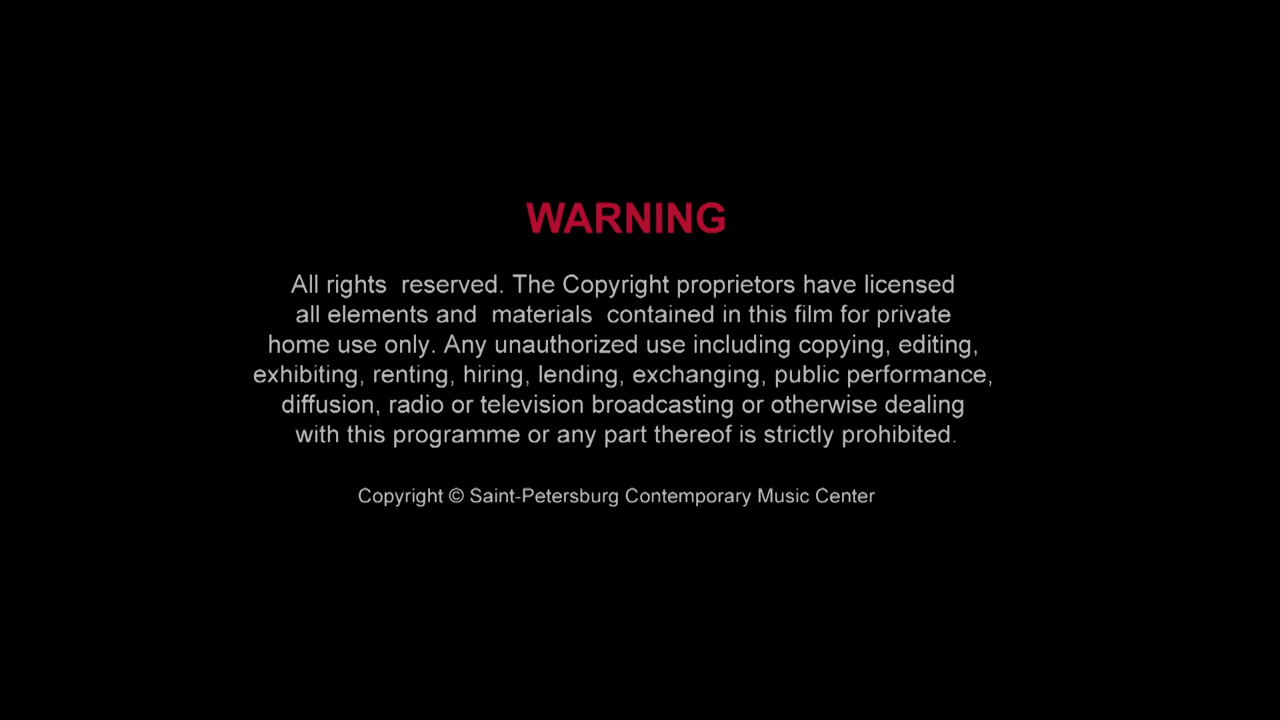 WARNING
All rights  reserved. The Copyright proprietors have licensed
all elements and  materials  contained in this film for private
home use only. Any unauthorized use including copying, editing,
exhibiting, renting, hiring, lending, exchanging, public performance,
diffusion, radio or television broadcasting or otherwise dealing
with this programme or any part thereof is strictly prohibited.
Copyright © Saint-Petersburg Contemporary Music Center